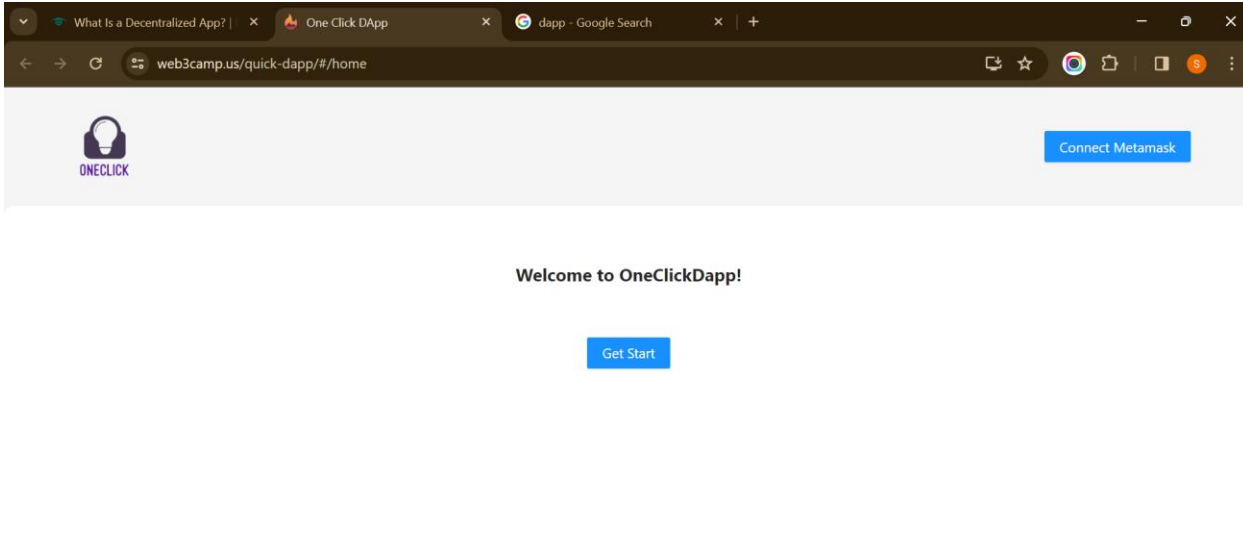 What Is a Decentralized App? |
One Click DApp
dapp - Google Search
web3camp.us/quick-dapp/#/home
S
ONECLICK
Connect Metamask
Welcome to OneClickDapp!
Get Start